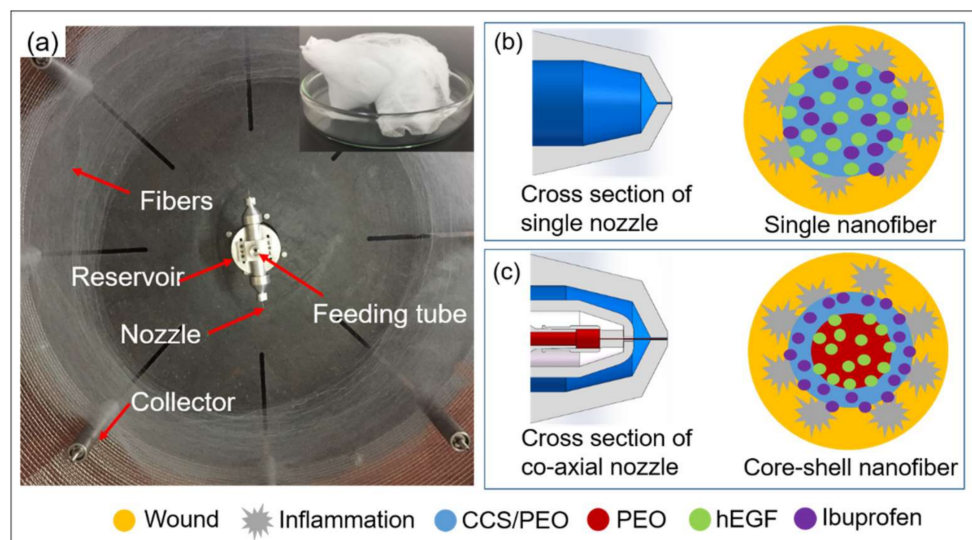 (a)
Fibers
Reservoir
Nozzle
Feeding tube
Collector
(b)
Cross section of
single nozzle
Single nanofiber
(c)
Cross section of
co-axial nozzle
Core-shell nanofiber
Wound
Inflammation
CCS/PEO
PEO
hEGF
Ibuprofen